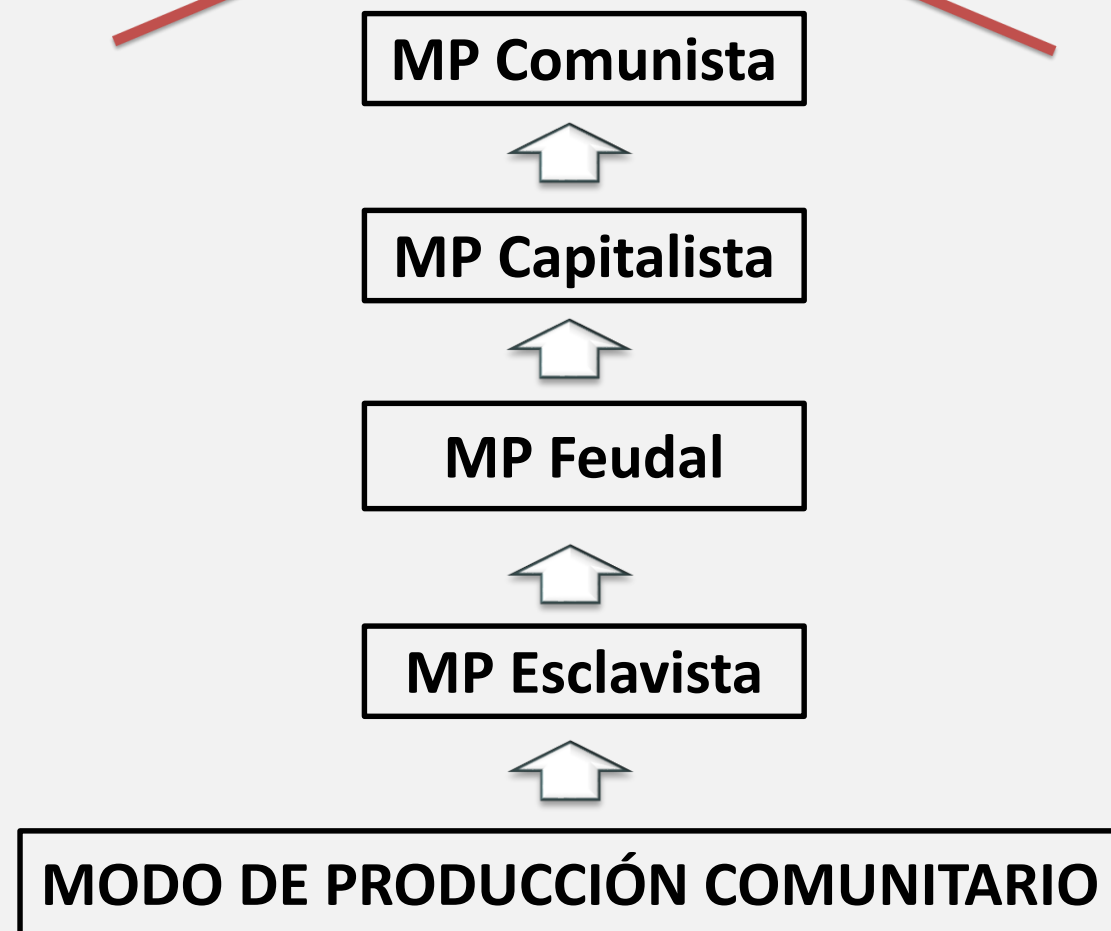 MP Comunista
MP Capitalista
MP Feudal
MP Esclavista
MODO DE PRODUCCIÓN COMUNITARIO